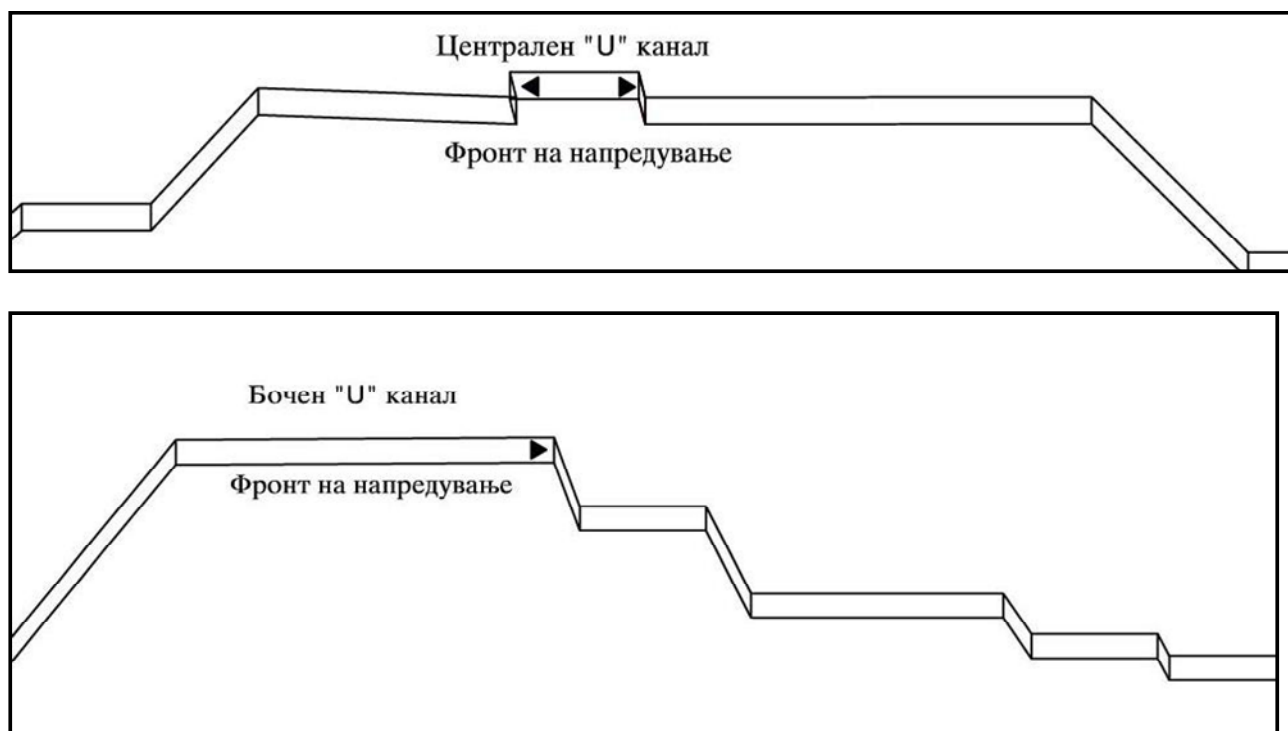 Централен "U" канал
Фронт на напредување
Бочен "U" канал
Фронт на напредување